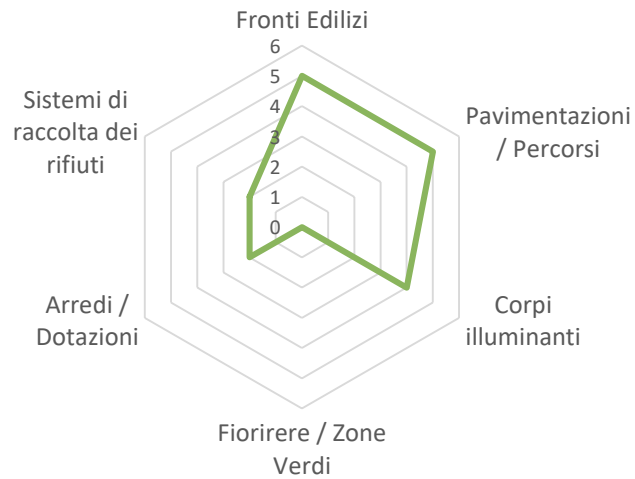 Fronti Edilizi
6
5
4
3
2
1
0
Pavimentazioni
/ Percorsi
Corpi
illuminanti
Fiorirere / Zone
Verdi
Arredi /
Dotazioni
Sistemi di
raccolta dei
rifiuti